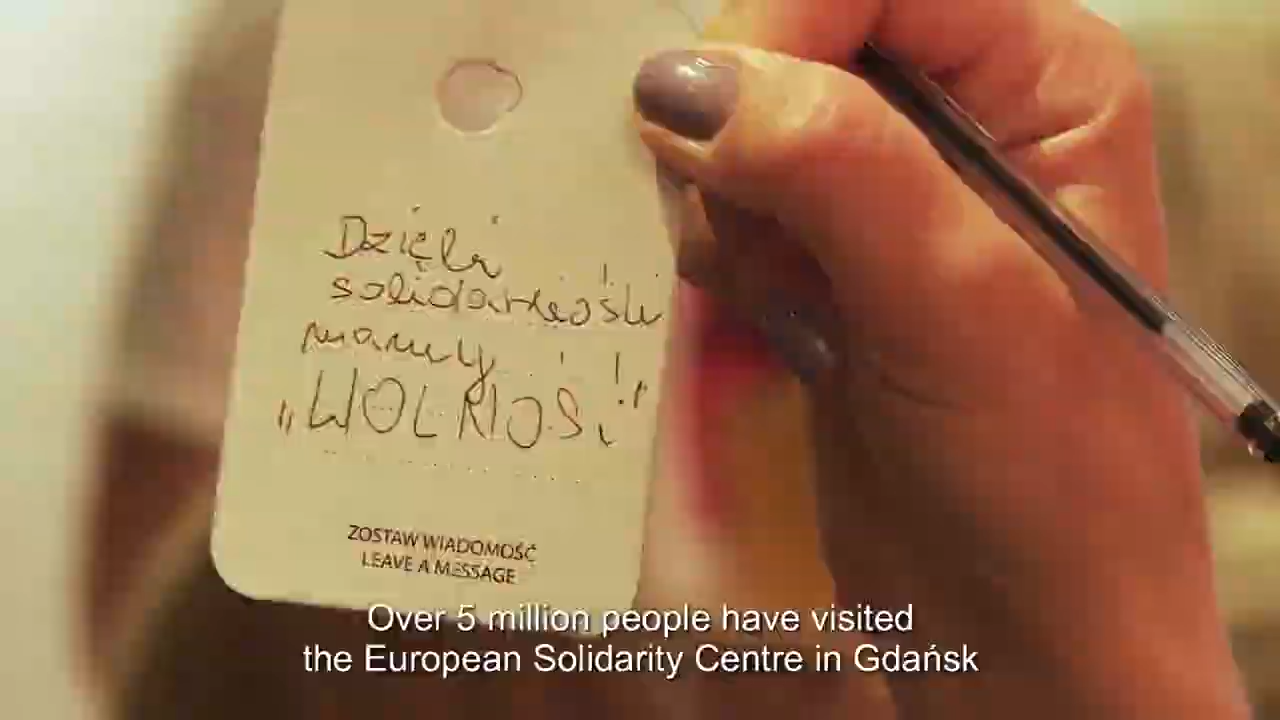 Dzięki
solidarności
mamy
„WOLNOŚĆ!"
ZOSTAW WIADOMOŚĆ
LEAVE A MESSAGE
Over 5 million people have visited
the European Solidarity Centre in Gdańsk